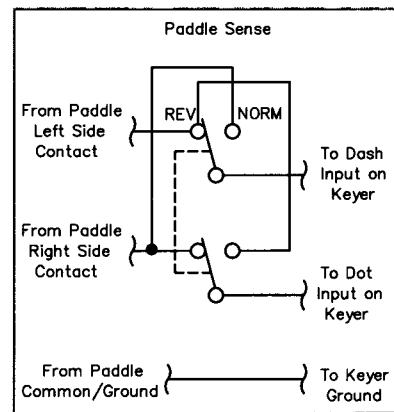 Paddle Sense
From Paddle
Left Side
Contact
REV
NORM
To Dash
Input on
Keyer
From Paddle
Right Side
Contact
To Dot
Input on
Keyer
From Paddle
Common/Ground
To Keyer
Ground